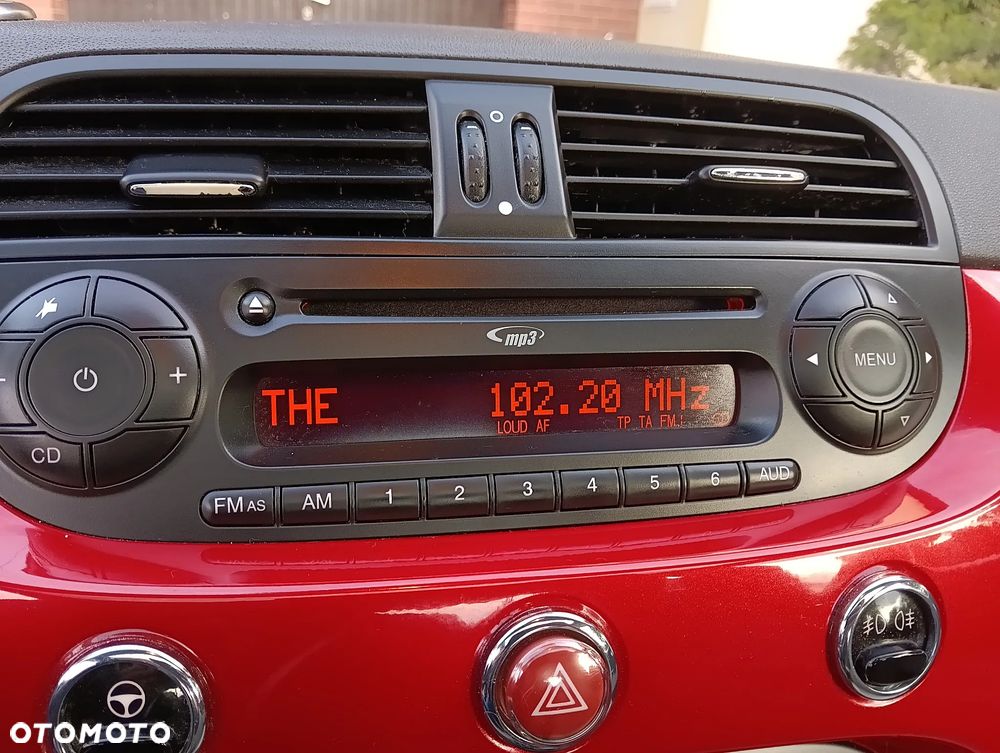 mp3
THE 102.20 MHz
LOUD AF TP TA FM
+
MENU
CD
FM AS AM 1 2 3 4 5 6 AUD
OTOMOTO